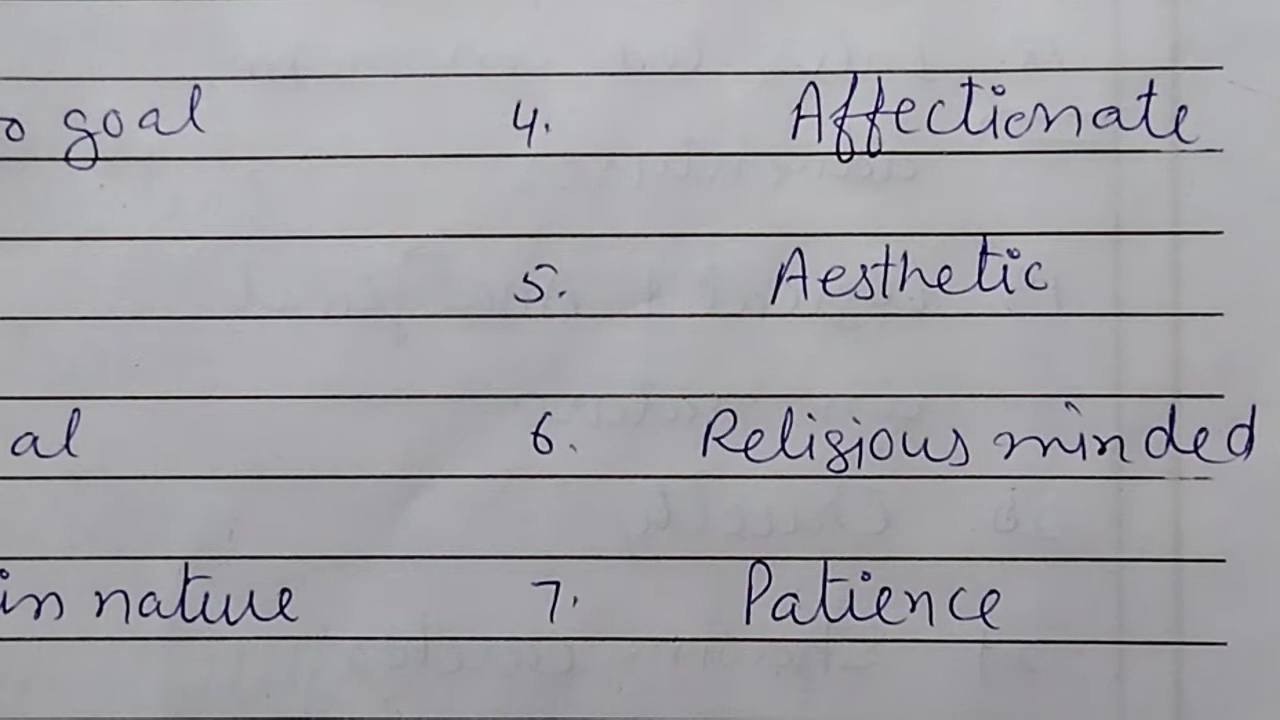 goal 4. Affectionate
5. Aesthetic
al 6. Religious minded
in nature 7. Patience